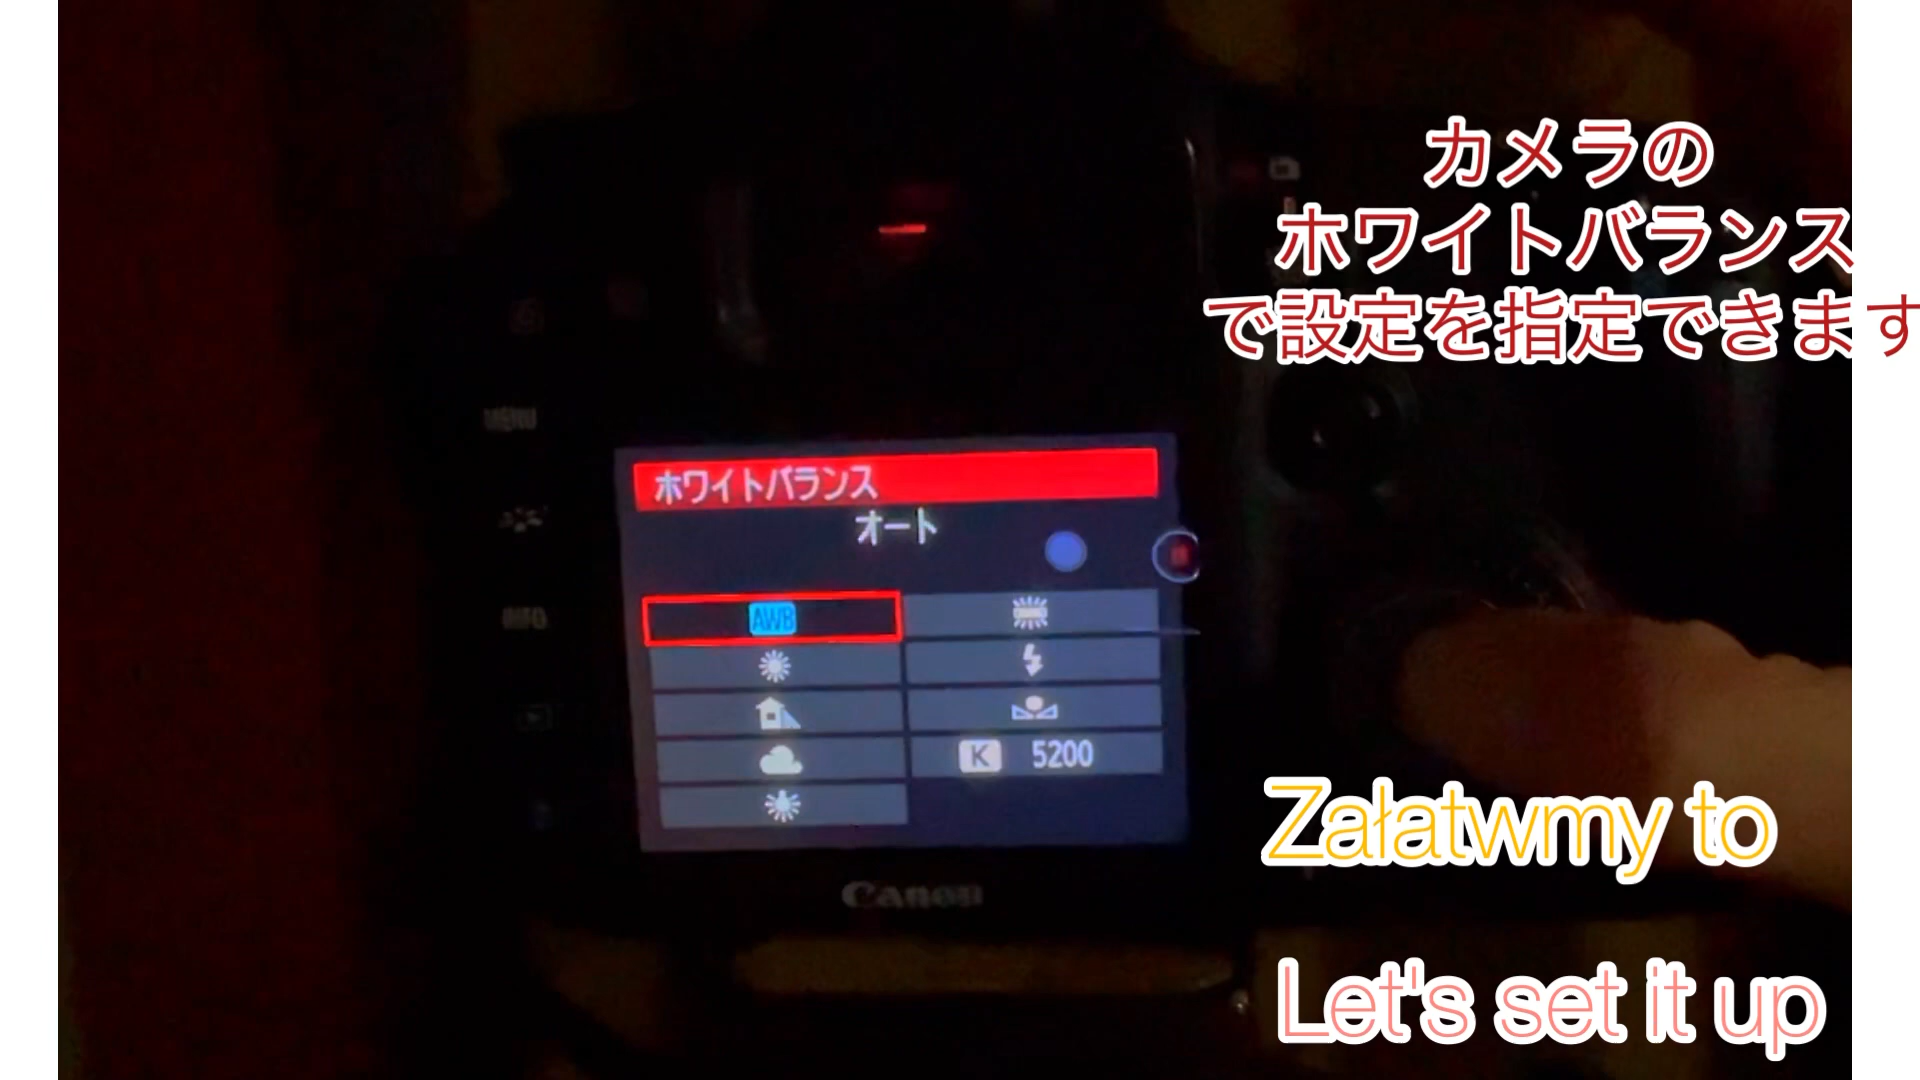 カメラの
ホワイトバランス
で設定を指定できます
MENU
ホワイトバランス
オート
AWB
INFO
K 5200
Załatwmy to
Canon
Let's set it up